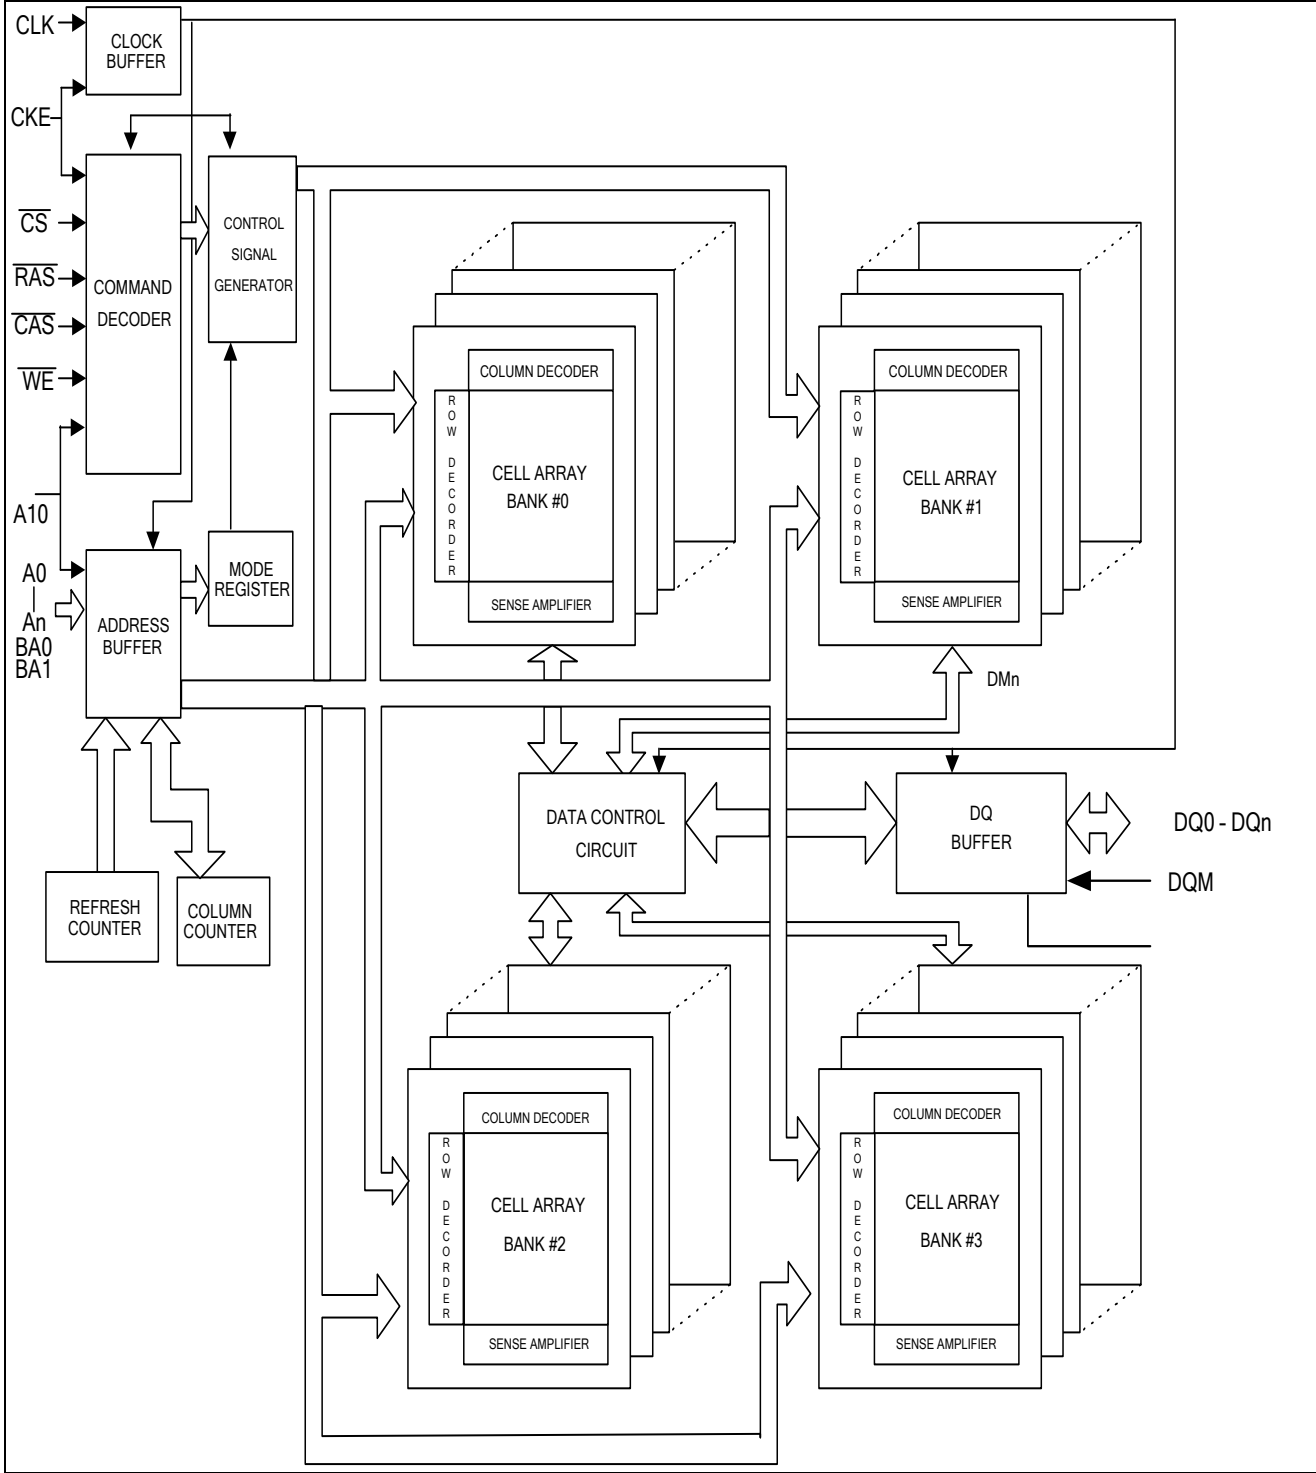 CLK
CLOCK
BUFFER
CKE
CS
RAS
CAS
WE
COMMAND
DECODER
CONTROL
SIGNAL
GENERATOR
A10
A0
An
BA0
BA1
ADDRESS
BUFFER
MODE
REGISTER
REFRESH
COUNTER
COLUMN
COUNTER
COLUMN DECODER
ROW DECORDER
CELL ARRAY
BANK #0
SENSE AMPLIFIER
COLUMN DECODER
ROW DECORDER
CELL ARRAY
BANK #1
SENSE AMPLIFIER
DMn
DATA CONTROL
CIRCUIT
DQ
BUFFER
DQ0 - DQn
DQM
COLUMN DECODER
ROW DECORDER
CELL ARRAY
BANK #2
SENSE AMPLIFIER
COLUMN DECODER
ROW DECORDER
CELL ARRAY
BANK #3
SENSE AMPLIFIER